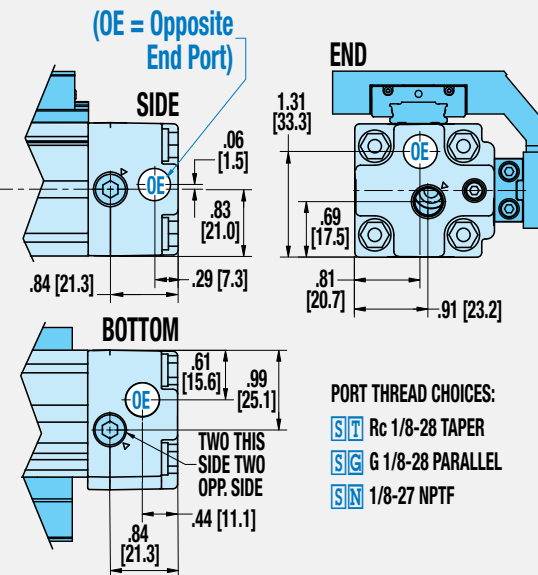 (OE = Opposite
End Port)
SIDE
END
1.31
[33.3]
.06
[1.5]
OE
OE
.83
[21.0]
.69
[17.5]
.84 [21.3]
.29 [7.3]
.81
[20.7]
.91 [23.2]
BOTTOM
.61
[15.6]
.99
[25.1]
OE
TWO THIS
SIDE TWO
OPP. SIDE
.44 [11.1]
.84
[21.3]
PORT THREAD CHOICES:
ST Rc 1/8-28 TAPER
SG G 1/8-28 PARALLEL
SN 1/8-27 NPTF